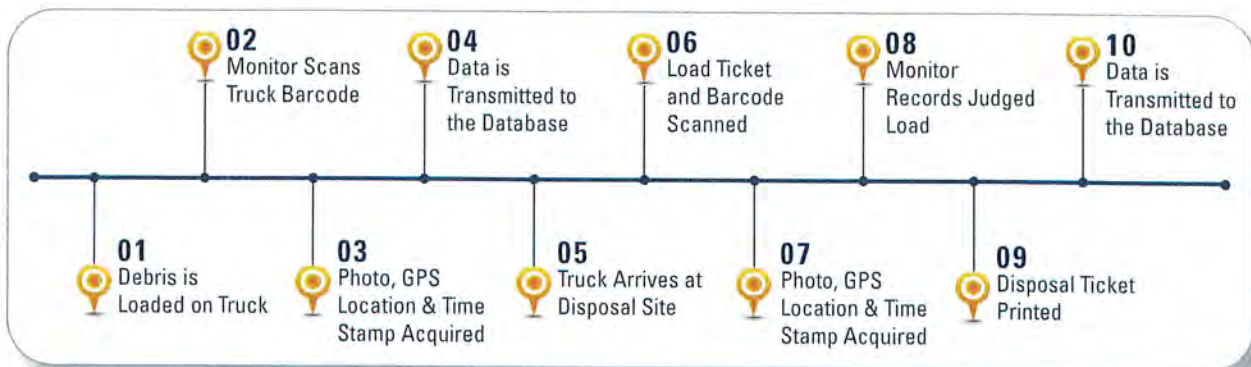 02
Monitor Scans
Truck Barcode
04
Data is
Transmitted to
the Database
06
Load Ticket
and Barcode
Scanned
08
Monitor
Records Judged
Load
10
Data is
Transmitted to
the Database
01
Debris is
Loaded on Truck
03
Photo, GPS
Location & Time
Stamp Acquired
05
Truck Arrives at
Disposal Site
07
Photo, GPS
Location & Time
Stamp Acquired
09
Disposal Ticket
Printed